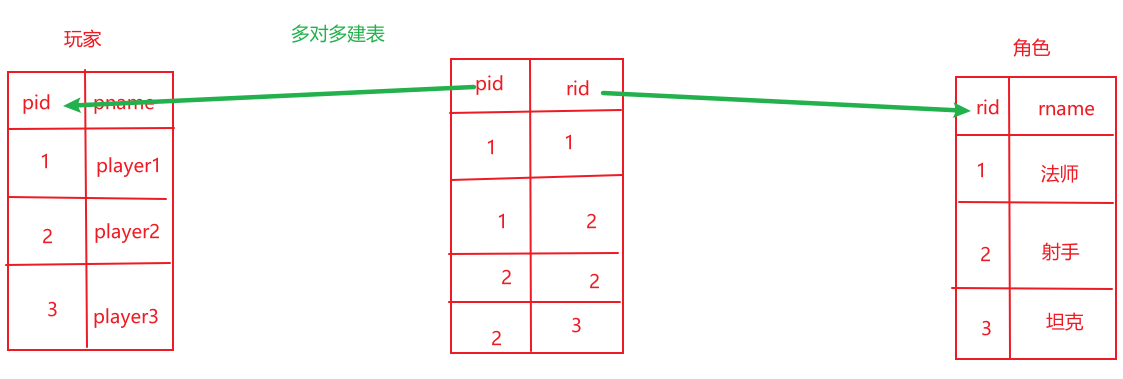 多对多建表
玩家
pid pname
1 player1
2 player2
3 player3
pid rid
1 1
1 2
2 2
2 3
角色
rid rname
1 法师
2 射手
3 坦克